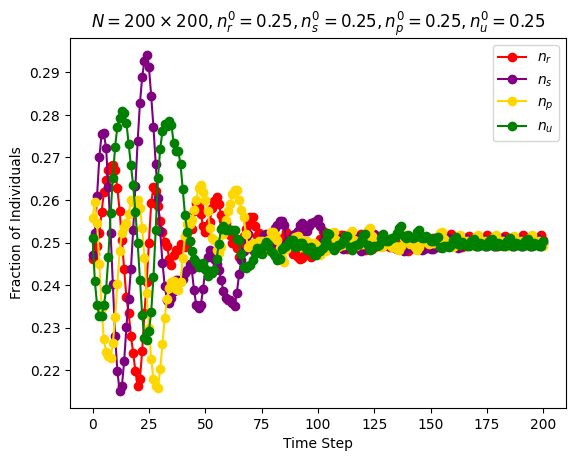 N = 200 × 200, n_r^0 = 0.25, n_s^0 = 0.25, n_p^0 = 0.25, n_u^0 = 0.25
n_r
n_s
n_p
n_u
Fraction of Individuals
0.29
0.28
0.27
0.26
0.25
0.24
0.23
0.22
0 25 50 75 100 125 150 175 200
Time Step